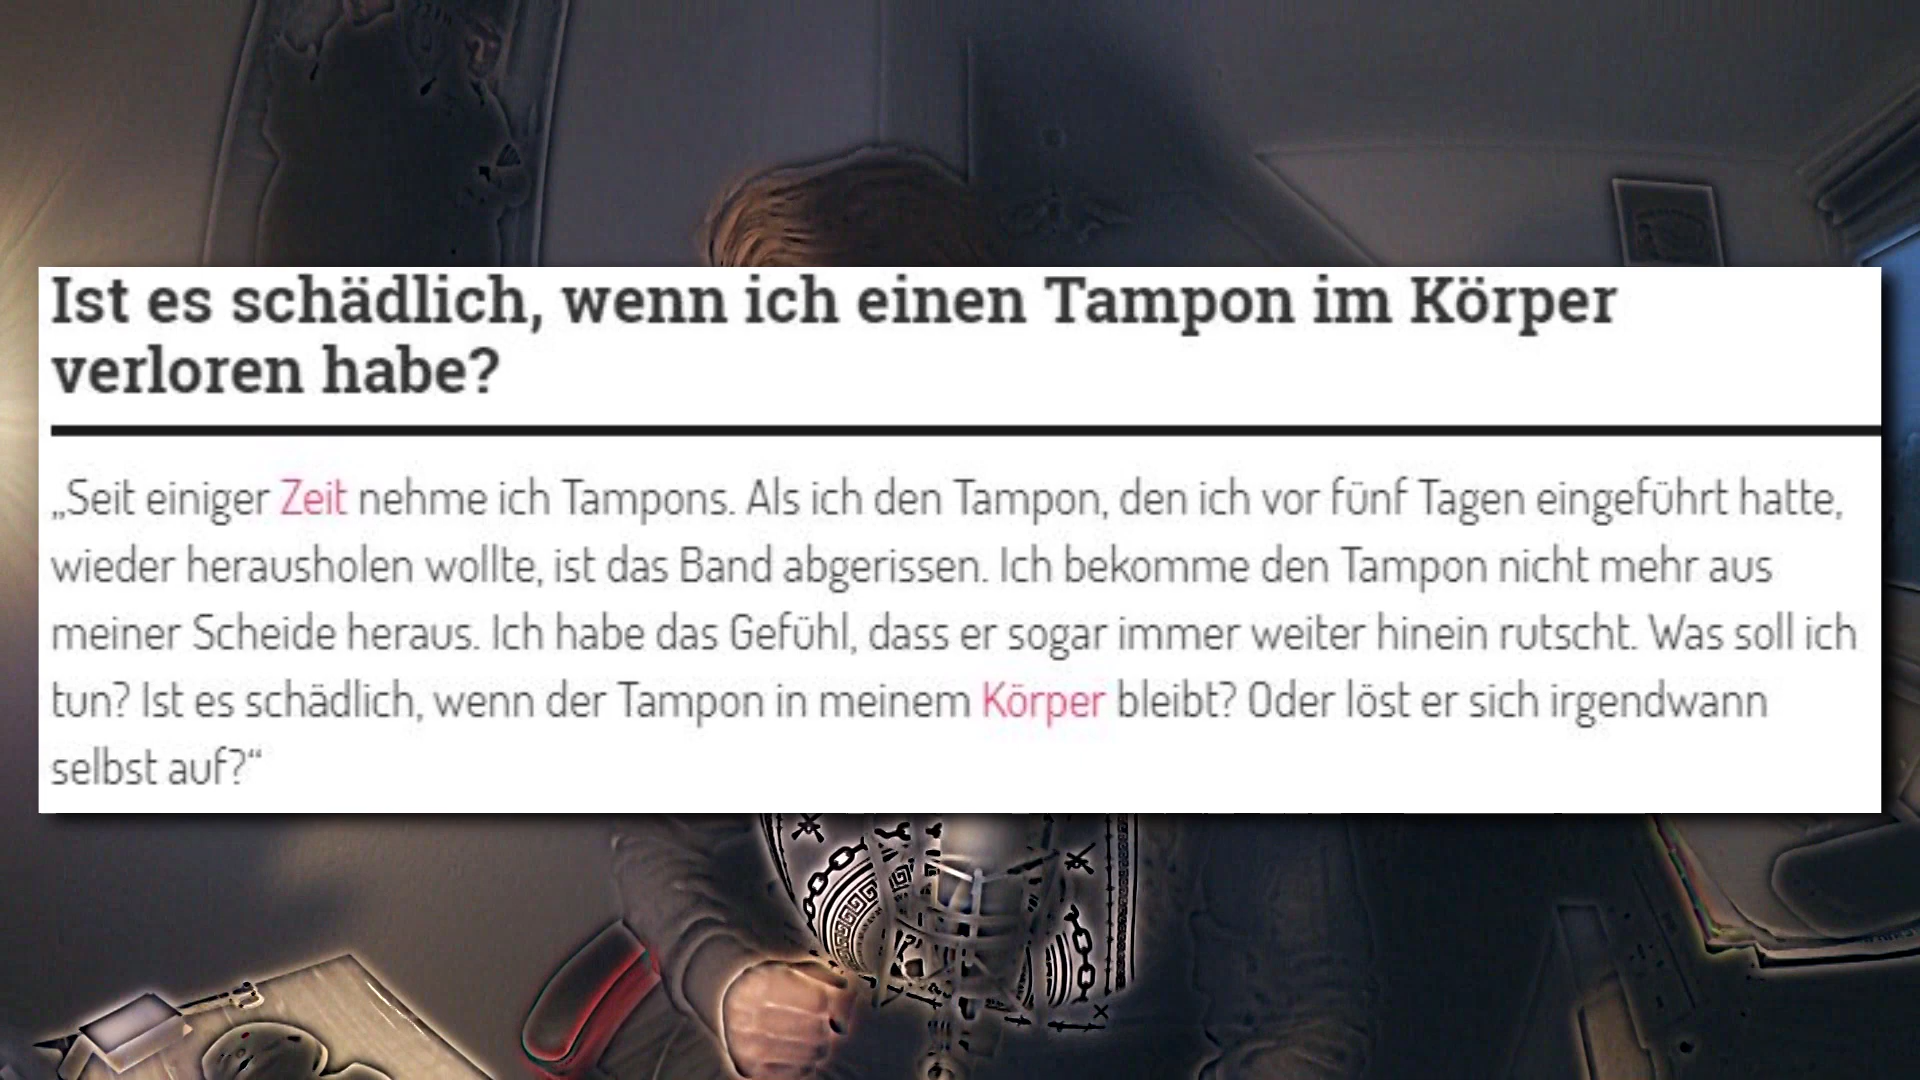 Ist es schädlich, wenn ich einen Tampon im Körper
verloren habe?
„Seit einiger Zeit nehme ich Tampons. Als ich den Tampon, den ich vor fünf Tagen eingeführt hatte,
wieder herausholen wollte, ist das Band abgerissen. Ich bekomme den Tampon nicht mehr aus
meiner Scheide heraus. Ich habe das Gefühl, dass er sogar immer weiter hinein rutscht. Was soll ich
tun? Ist es schädlich, wenn der Tampon in meinem Körper bleibt? Oder löst er sich irgendwann
selbst auf?“